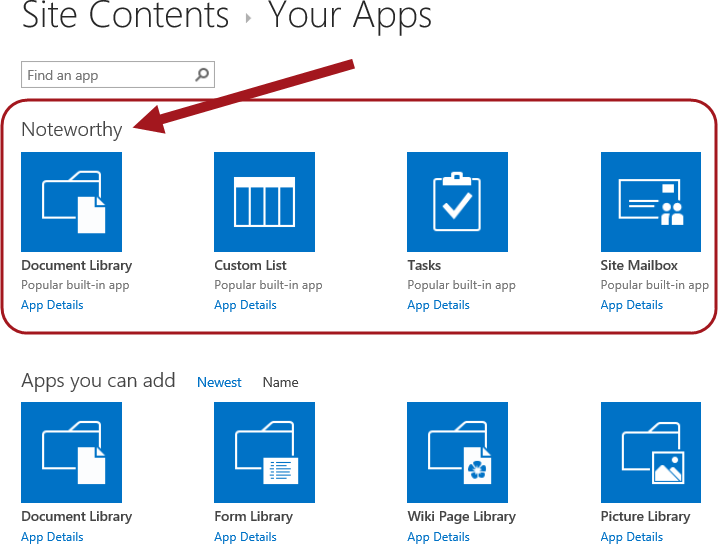 Site Contents › Your Apps
Find an app
Noteworthy
Document Library Custom List Tasks Site Mailbox
Popular built-in app Popular built-in app Popular built-in app Popular built-in app
App Details App Details App Details App Details
Apps you can add Newest Name
Document Library Form Library Wiki Page Library Picture Library
App Details App Details App Details App Details